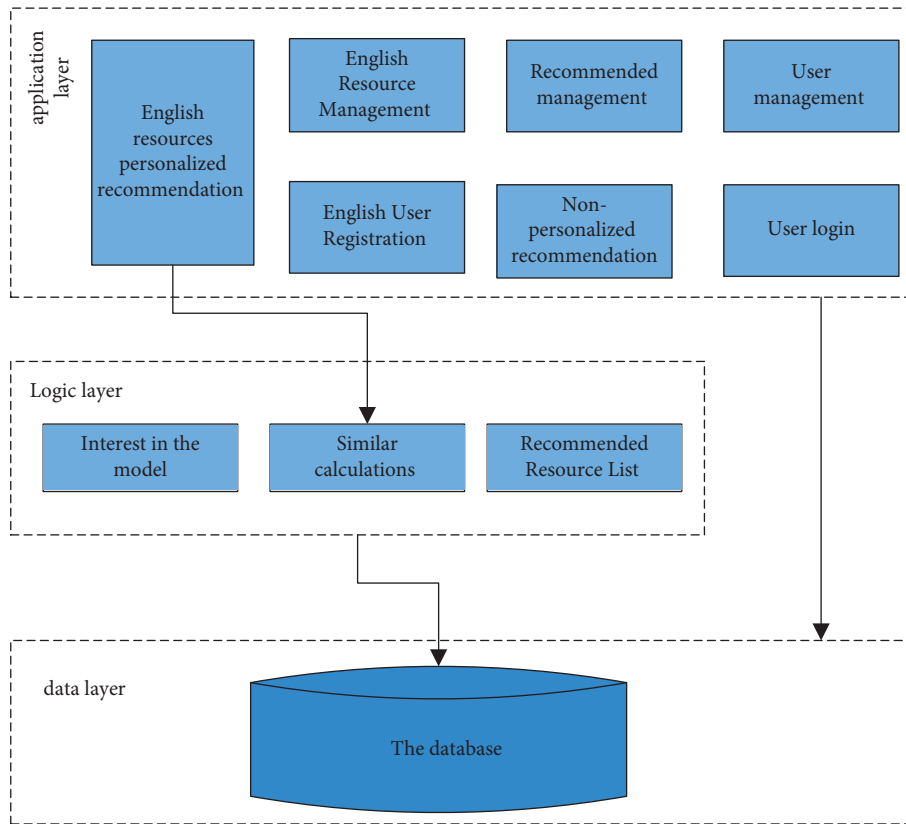 application
layer
English
resources
personalized
recommendation
English
Resource
Management
Recommended
management
User
management
English User
Registration
Non-
personalized
recommendation
User login
Logic layer
Interest in the
model
Similar
calculations
Recommended
Resource List
data layer
The database